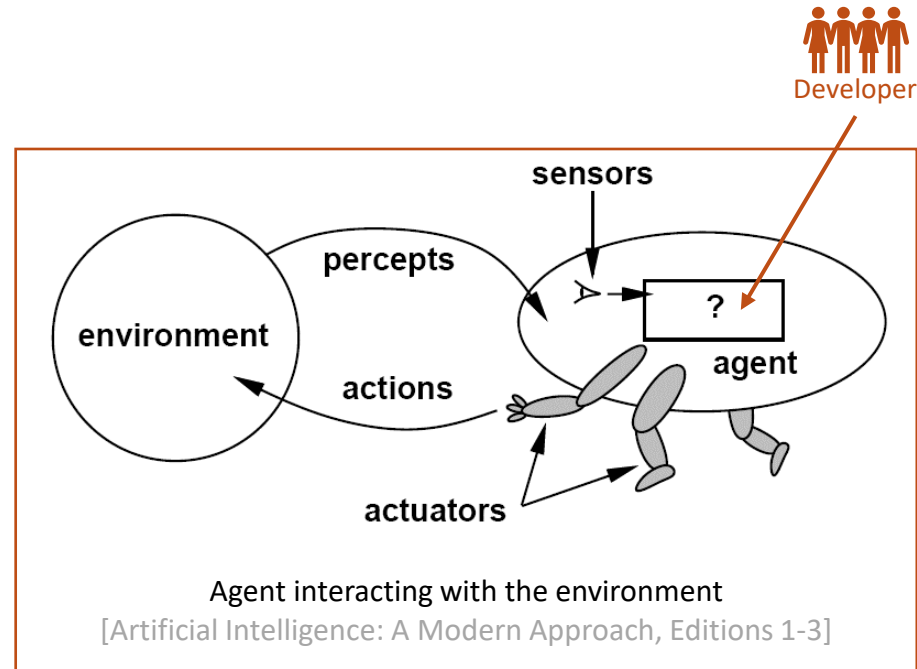 Developer
sensors
percepts
?
environment
agent
actions
actuators
Agent interacting with the environment
[Artificial Intelligence: A Modern Approach, Editions 1-3]